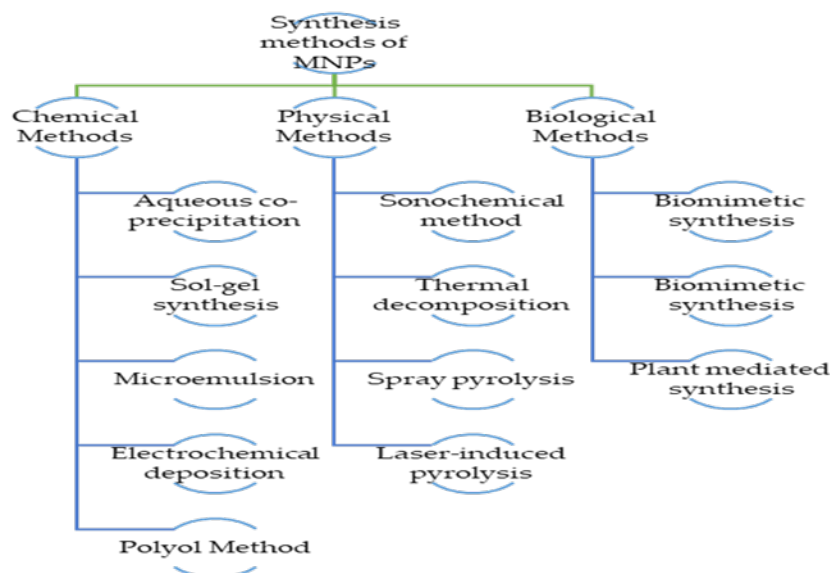 Synthesis
methods of
MNPs
Chemical
Methods
Physical
Methods
Biological
Methods
Aqueous co-
precipitation
Sol-gel
synthesis
Microemulsion
Electrochemical
deposition
Polyol Method
Sonochemical
method
Thermal
decomposition
Spray pyrolysis
Laser-induced
pyrolysis
Biomimetic
synthesis
Biomimetic
synthesis
Plant mediated
synthesis